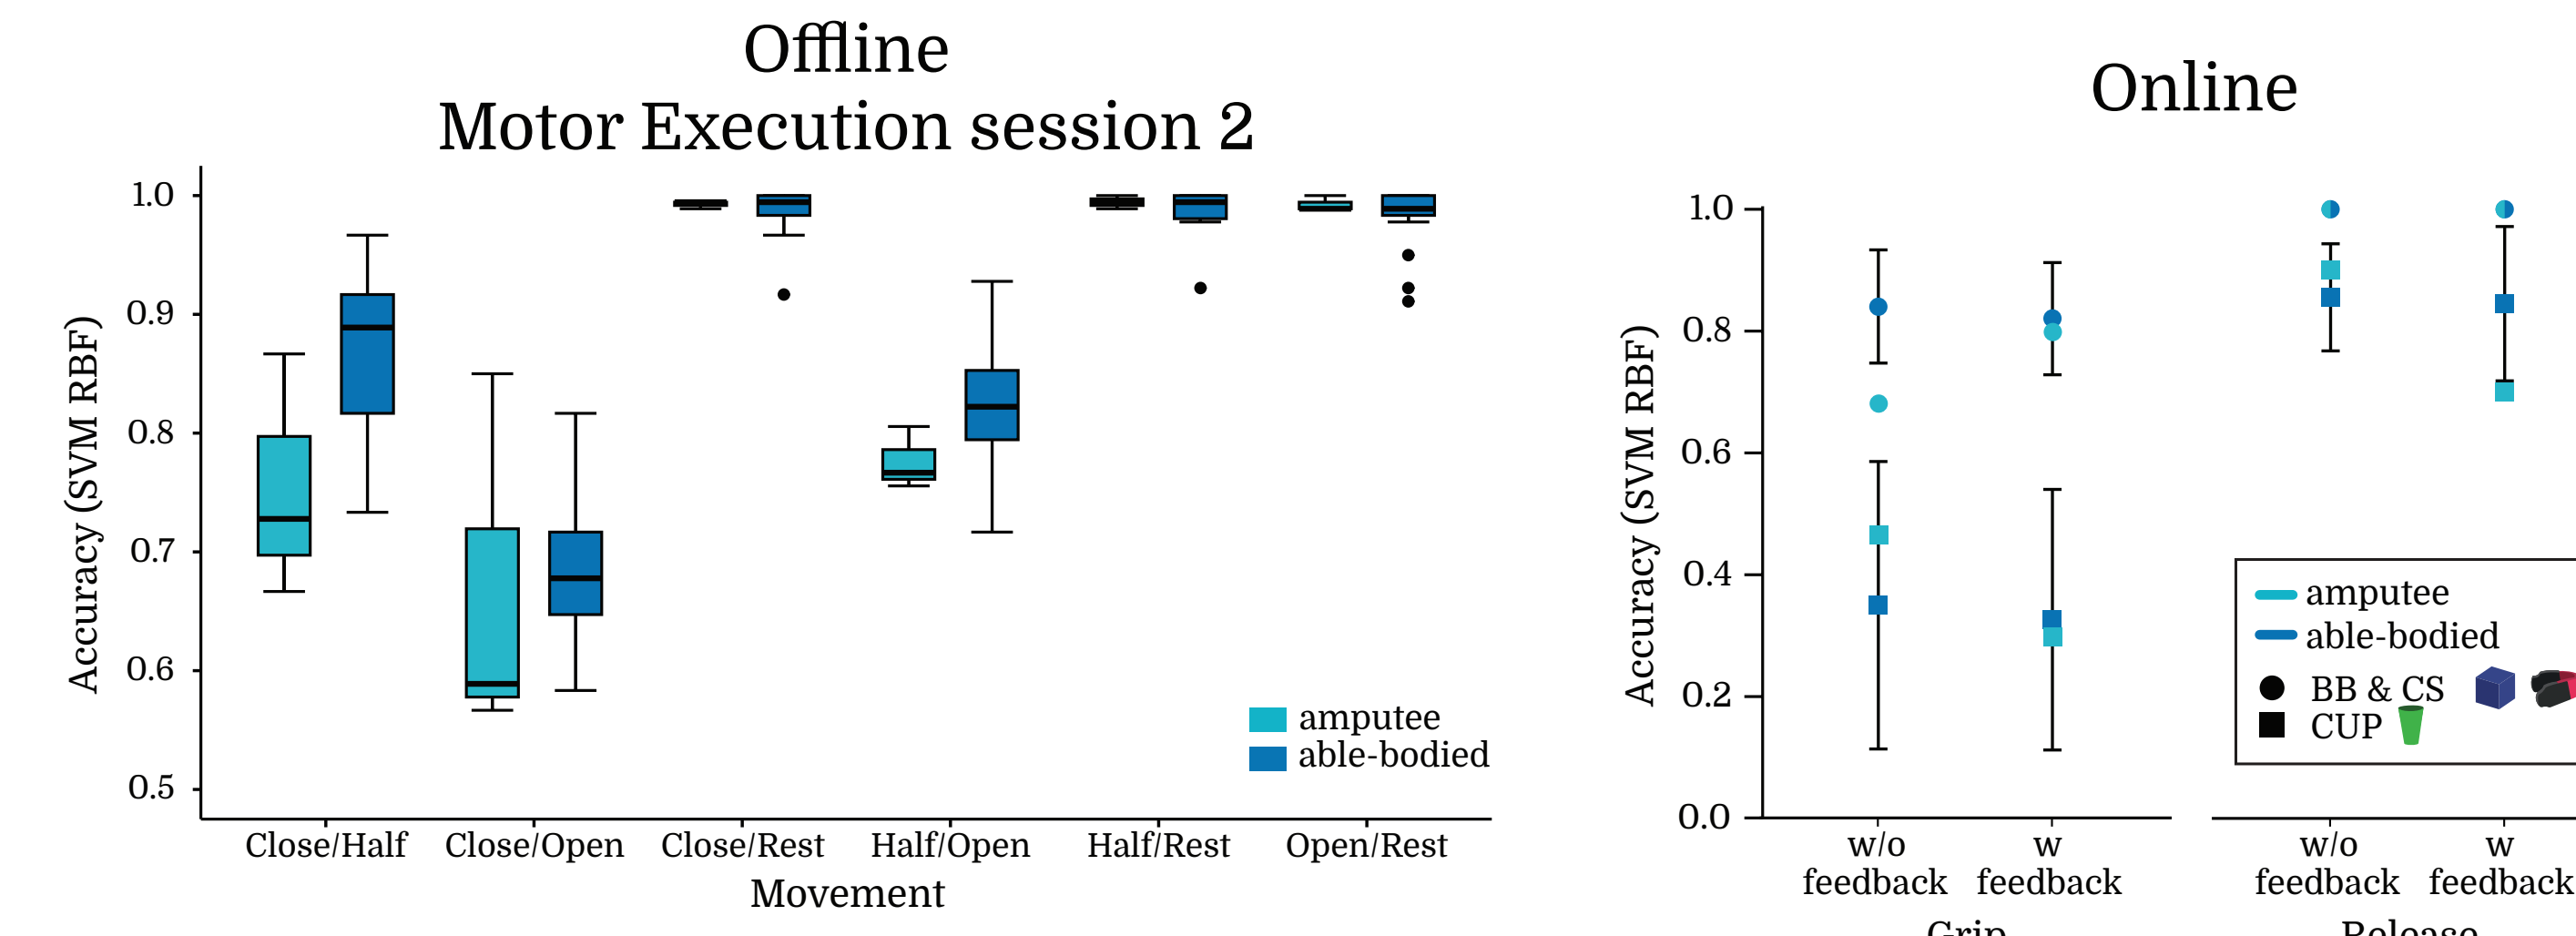 Offline
Motor Execution session 2
Online
Accuracy (SVM RBF)
1.0
0.9
0.8
0.7
0.6
0.5
Close/Half
Close/Open
Close/Rest
Half/Open
Half/Rest
Open/Rest
Movement
amputee
able-bodied
Accuracy (SVM RBF)
1.0
0.8
0.6
0.4
0.2
0.0
w/o
feedback
w
feedback
Grip
w/o
feedback
w
feedback
Release
amputee
able-bodied
BB & CS
CUP